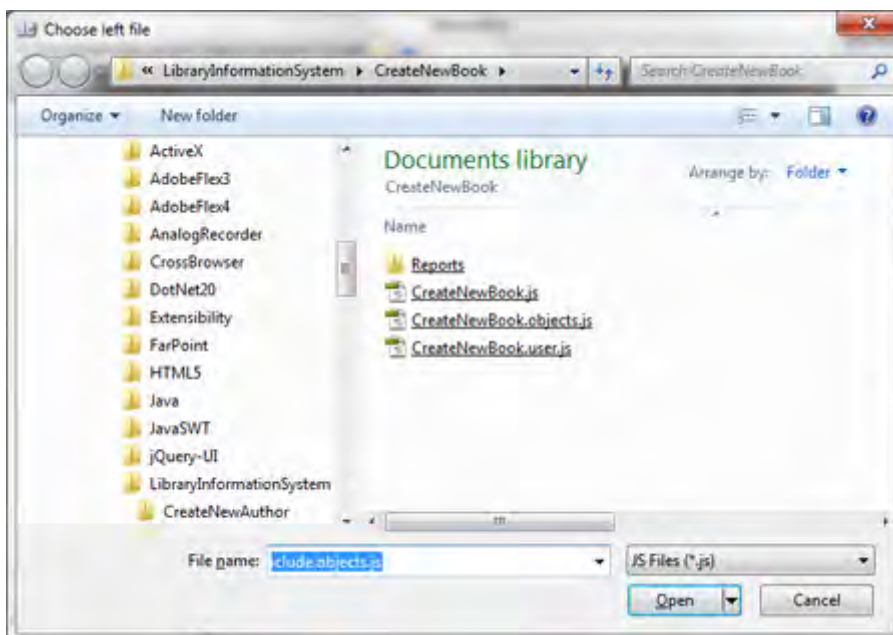 Choose left file
« LibraryInformationSystem ▸ CreateNewBook ▸ Search CreateNewBook
Organize ▾ New folder
ActiveX
AdobeFlex3
AdobeFlex4
AnalogRecorder
CrossBrowser
DotNet20
Extensibility
FarPoint
HTML5
Java
JavaSWT
jQuery-UI
LibraryInformationSystem
CreateNewAuthor
Documents library
CreateNewBook
Arrange by: Folder ▾
Name
Reports
CreateNewBook.js
CreateNewBook.objects.js
CreateNewBook.user.js
File name: clude.objects.js JS Files (*.js)
Open Cancel